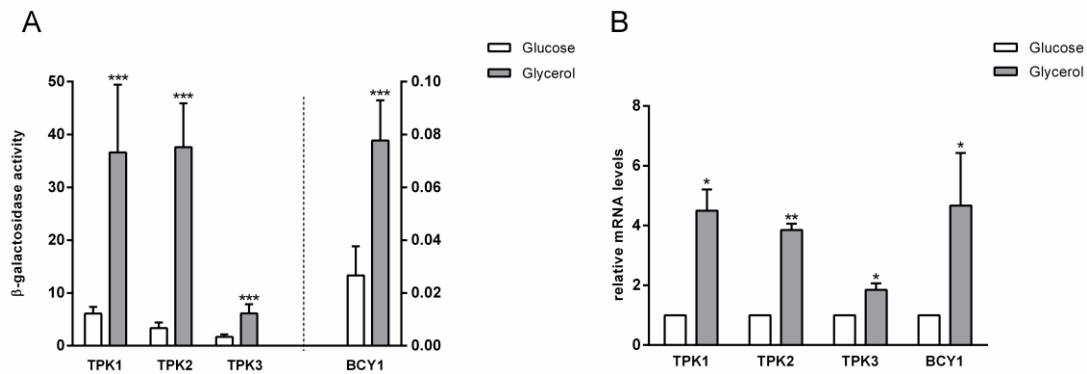 A
Glucose
Glycerol
β-galactosidase activity
50
40
30
20
10
0
***
***
***
***
0.10
0.08
0.06
0.04
0.02
0.00
TPK1
TPK2
TPK3
BCY1
B
Glucose
Glycerol
relative mRNA levels
8
6
4
2
0
*
**
*
*
TPK1
TPK2
TPK3
BCY1